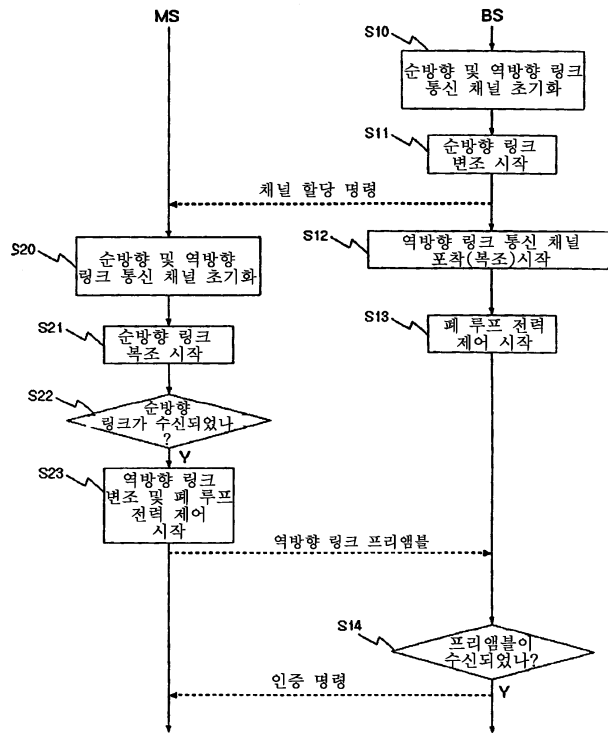 MS
BS
S10
순방향 및 역방향 링크
통신 채널 초기화
S11
순방향 링크
변조 시작
채널 할당 명령
S12
역방향 링크 통신 채널
포착(복조)시작
S20
순방향 및 역방향
링크 통신 채널 초기화
S13
폐 루프 전력
제어 시작
S21
순방향 링크
복조 시작
S22
순방향
링크가 수신되었나
?
Y
S23
역방향 링크
변조 및 폐 루프
전력 제어
시작
역방향 링크 프리앰블
S14
프리앰블이
수신되었나?
Y
인증 명령